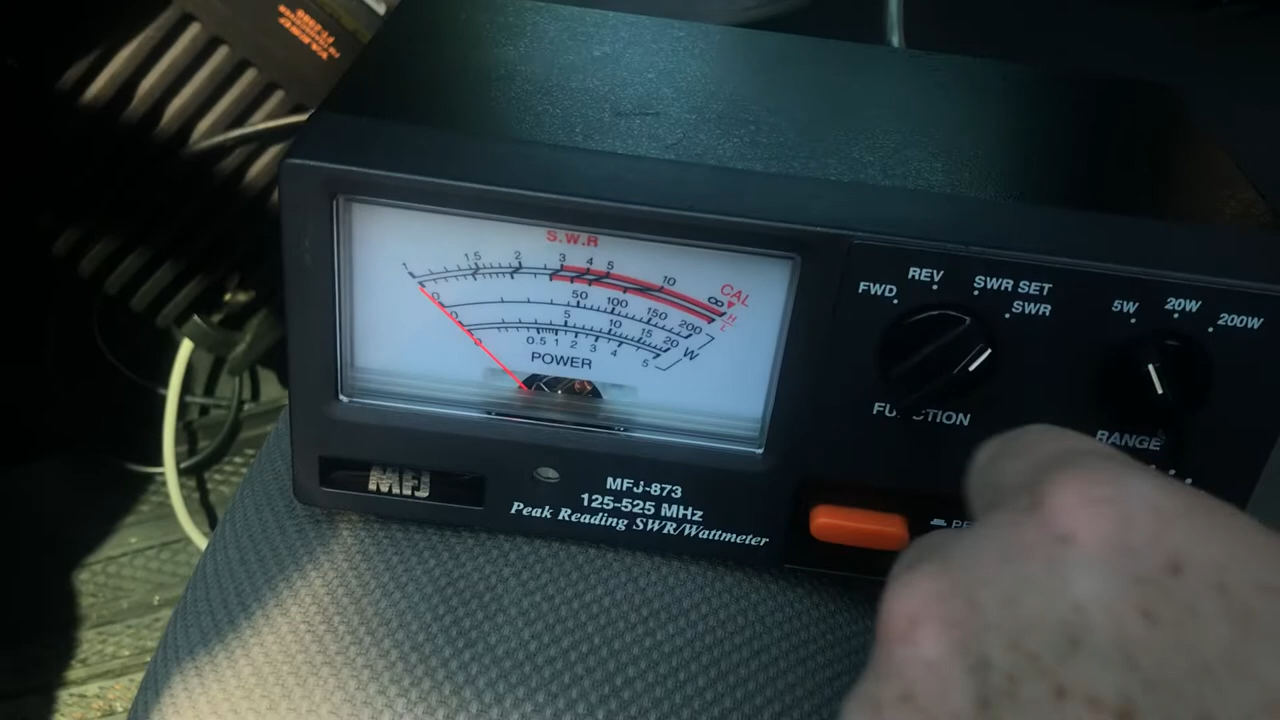 YAESU
S.W.R
1 1.5 2 3 4 5 10 ∞ CAL
H
L
0 50 100 150 200
0 5 10 15 20 W
0 0.5 1 2 3 4 5
POWER
FWD REV SWR SET SWR
FUNCTION
5W 20W 200W
RANGE
MFJ
MFJ-873
125-525 MHz
Peak Reading SWR/Wattmeter